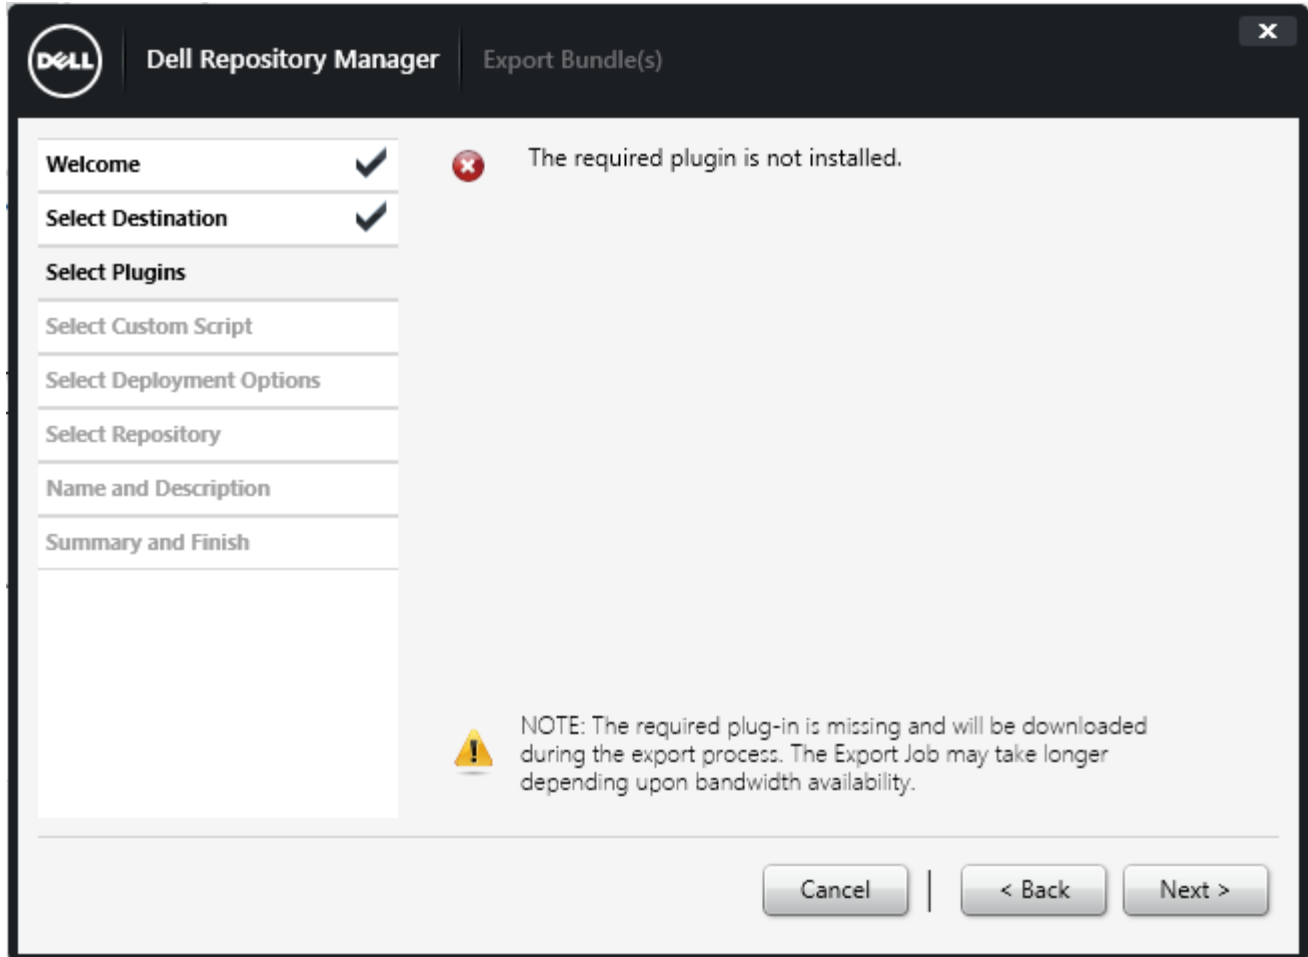 DELL
Dell Repository Manager
Export Bundle(s)
x
Welcome
Select Destination
Select Plugins
Select Custom Script
Select Deployment Options
Select Repository
Name and Description
Summary and Finish
The required plugin is not installed.
NOTE: The required plug-in is missing and will be downloaded
during the export process. The Export Job may take longer
depending upon bandwidth availability.
Cancel
< Back
Next >